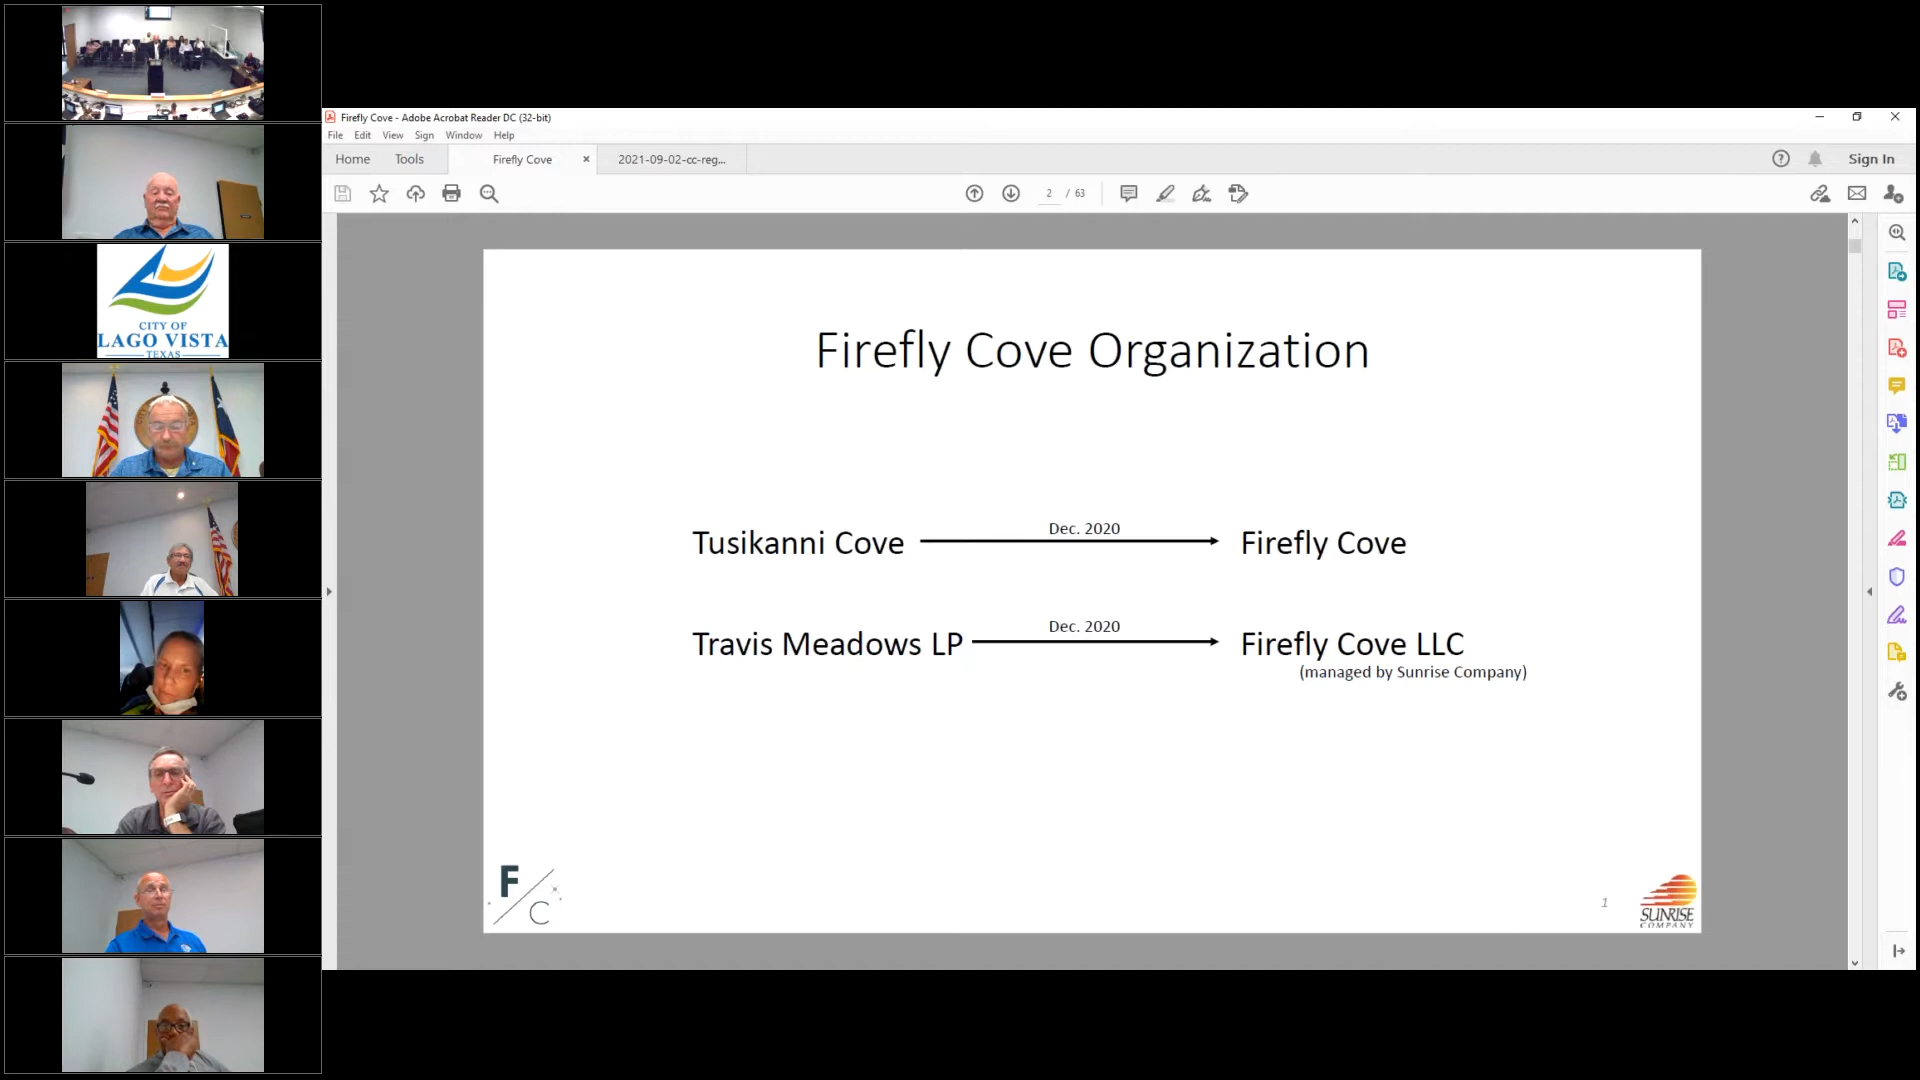 CITY OF
LAGO VISTA
TEXAS
Firefly Cove - Adobe Acrobat Reader DC (32-bit)
File Edit View Sign Window Help
Home Tools Firefly Cove × 2021-09-02-cc-reg... Sign In
2 / 63
Firefly Cove Organization
Tusikanni Cove Dec. 2020 Firefly Cove
Travis Meadows LP Dec. 2020 Firefly Cove LLC
(managed by Sunrise Company)
F/C
1
SUNRISE
COMPANY